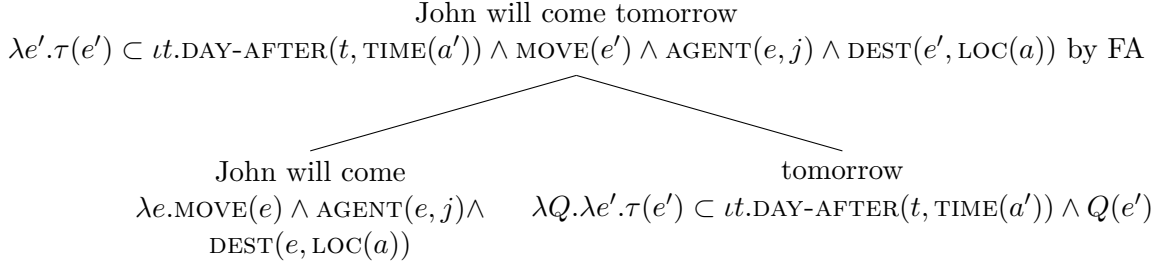 John will come tomorrow
λe′.τ(e′) ⊂ ιt.DAY-AFTER(t, TIME(a′)) ∧ MOVE(e′) ∧ AGENT(e, j) ∧ DEST(e′, LOC(a)) by FA
John will come
λe.MOVE(e) ∧ AGENT(e, j)∧
DEST(e, LOC(a))
tomorrow
λQ.λe′.τ(e′) ⊂ ιt.DAY-AFTER(t, TIME(a′)) ∧ Q(e′)